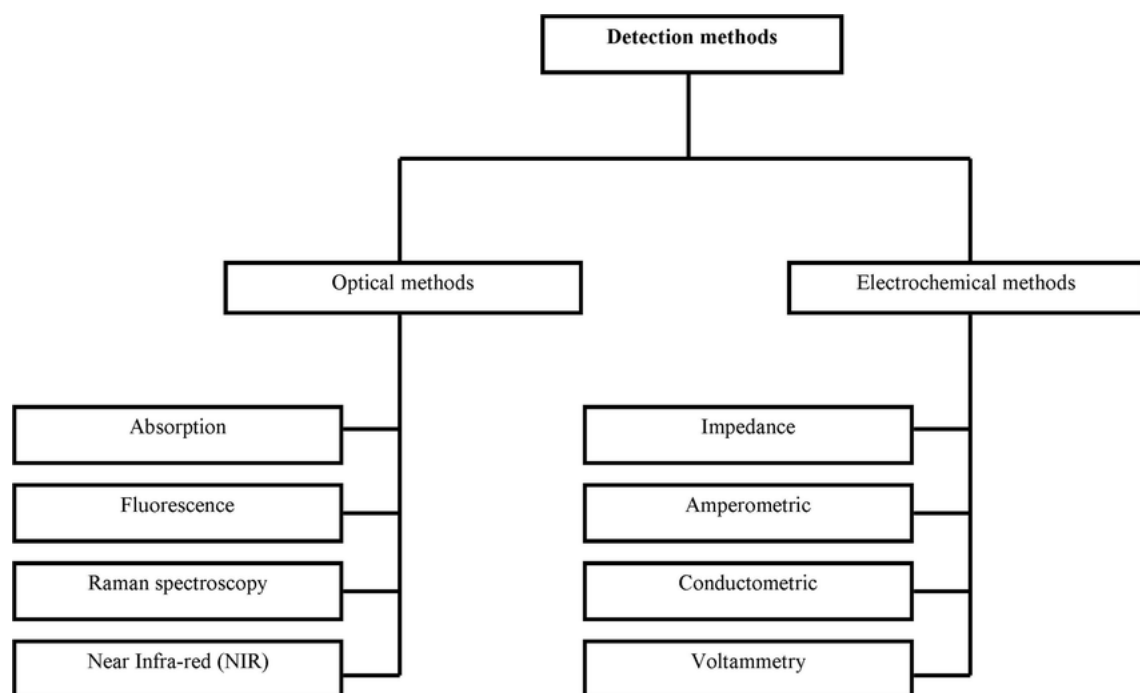 Detection methods
Optical methods
Electrochemical methods
Absorption
Fluorescence
Raman spectroscopy
Near Infra-red (NIR)
Impedance
Amperometric
Conductometric
Voltammetry